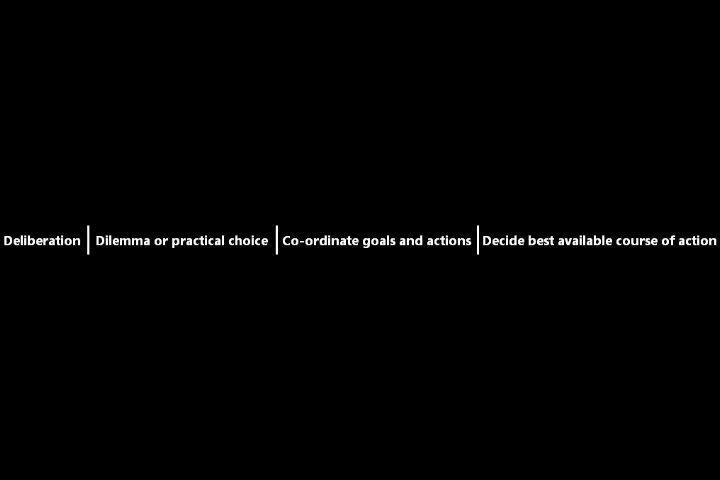 Deliberation | Dilemma or practical choice | Co-ordinate goals and actions | Decide best available course of action